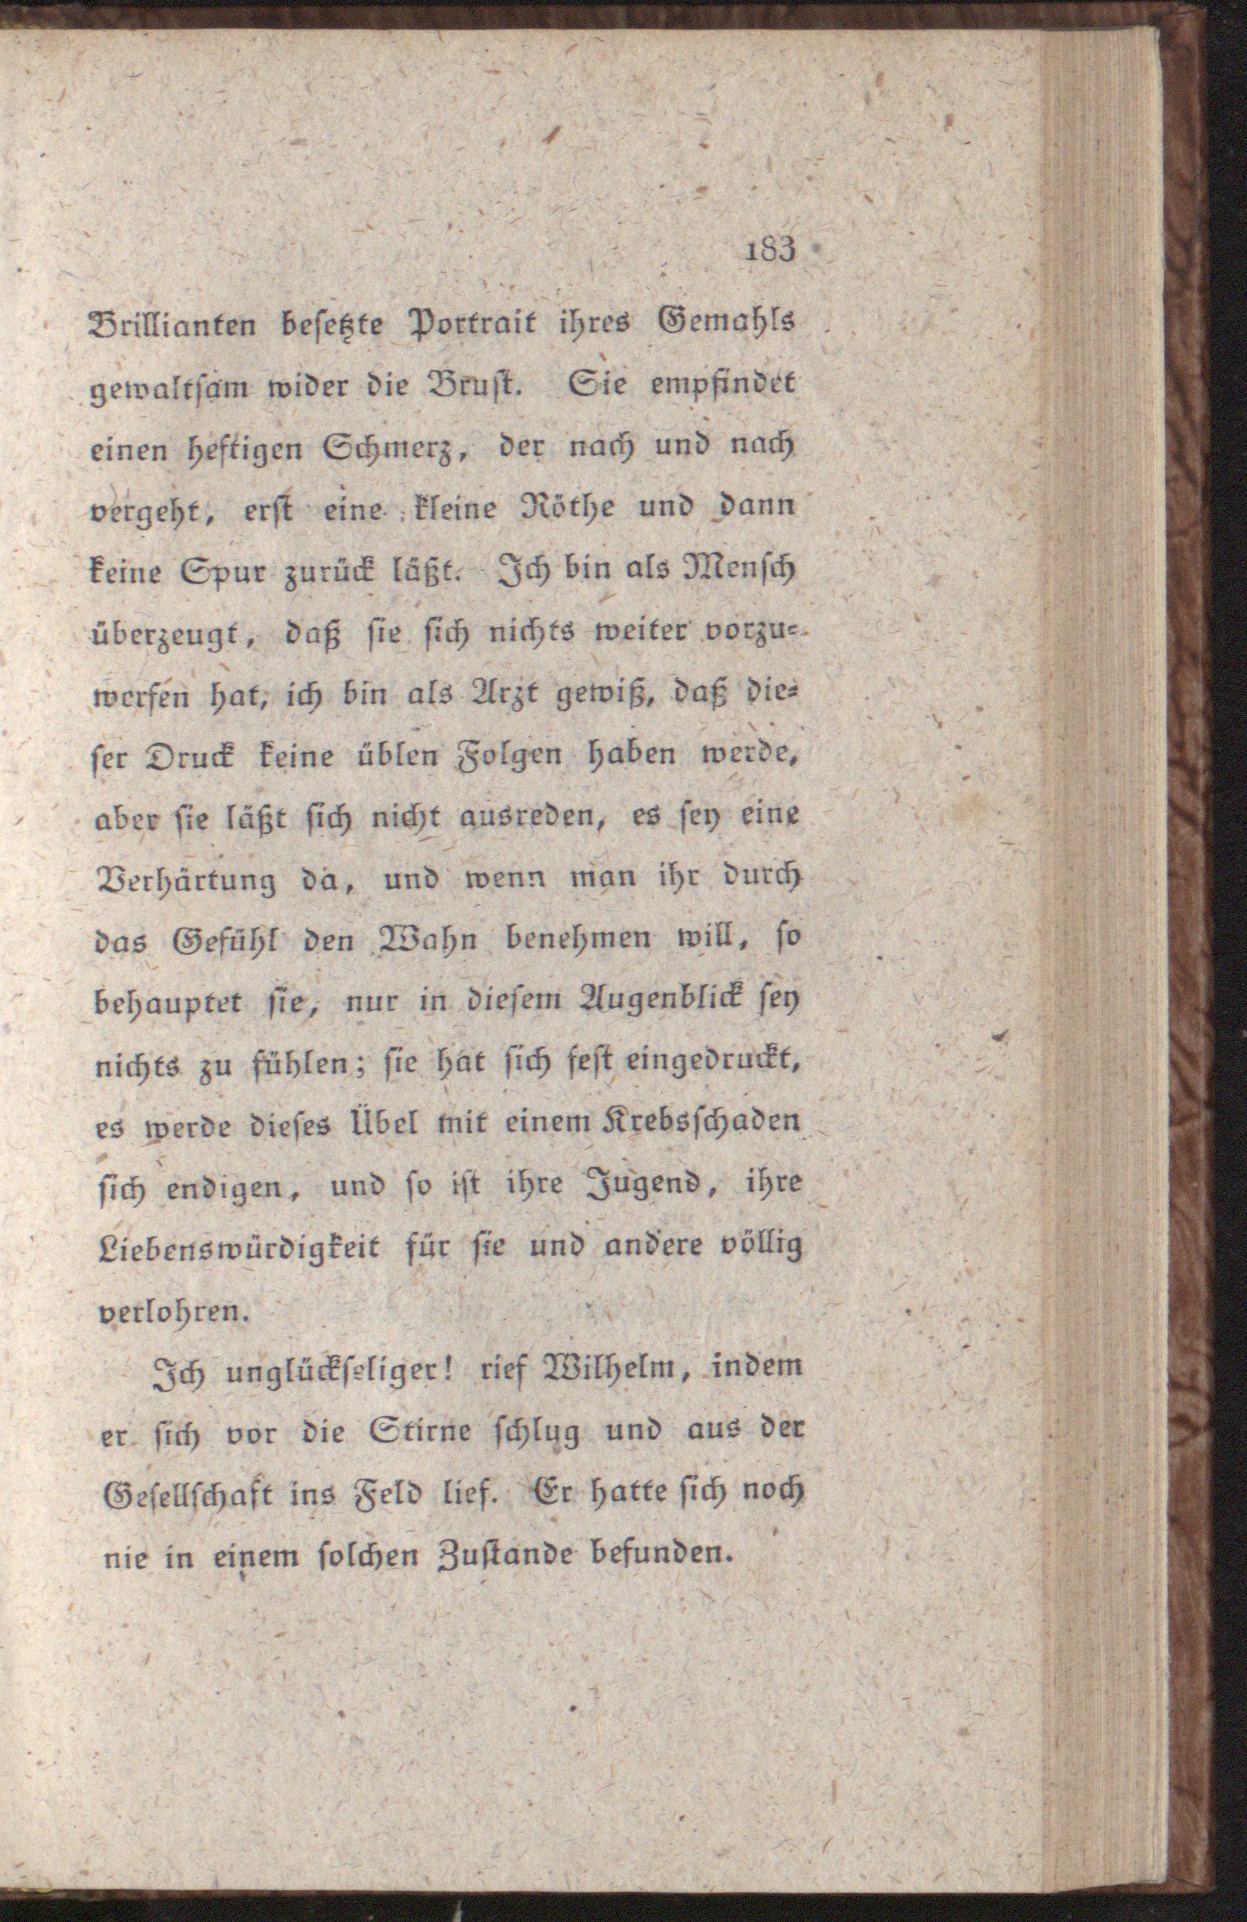 183
Brillianten beſetzte Portrait ihres Gemahls
gewaltſam wider die Bruſt. Sie empfindet
einen heftigen Schmerz, der nach und nach
vergeht, erſt eine kleine Röthe und dann
keine Spur zurück läßt. Ich bin als Menſch
überzeugt, daß ſie ſich nichts weiter vorzu⸗
werfen hat, ich bin als Arzt gewiß, daß die⸗
ſer Druck keine üblen Folgen haben werde,
aber ſie läßt ſich nicht ausreden, es ſey eine
Verhärtung da, und wenn man ihr durch
das Gefühl den Wahn benehmen will, ſo
behauptet ſie, nur in dieſem Augenblick ſey
nichts zu fühlen; ſie hat ſich feſt eingedruckt,
es werde dieſes Übel mit einem Krebsſchaden
ſich endigen, und ſo iſt ihre Jugend, ihre
Liebenswürdigkeit für ſie und andere völlig
verlohren.
Ich unglückſeliger! rief Wilhelm, indem
er ſich vor die Stirne ſchlug und aus der
Geſellſchaft ins Feld lief. Er hatte ſich noch
nie in einem ſolchen Zuſtande befunden.